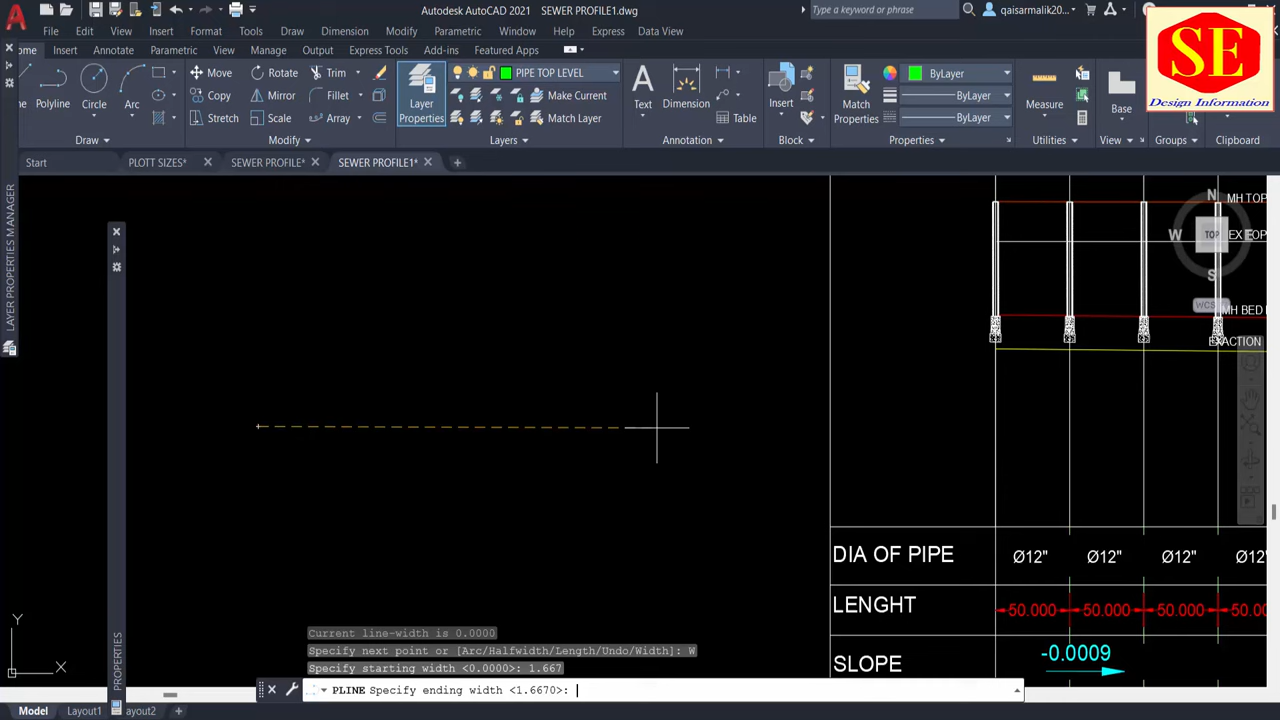 Autodesk AutoCAD 2021 SEWER PROFILE1.dwg
Type a keyword or phrase
qaisarmalik20...
File Edit View Insert Format Tools Draw Dimension Modify Parametric Window Help Express Data View
ome Insert Annotate Parametric View Manage Output Express Tools Add-ins Featured Apps
SE
Design Information
Polyline Circle Arc
Draw
Move Rotate Trim
Copy Mirror Fillet
Stretch Scale Array
Modify
Layer Properties
PIPE TOP LEVEL
Make Current
Match Layer
Layers
Text Dimension Table
Annotation
Insert
Block
Match Properties
ByLayer
ByLayer
ByLayer
Properties
Measure
Utilities
Base
View
Groups
Clipboard
Start PLOTT SIZES* SEWER PROFILE* SEWER PROFILE1*
LAYER PROPERTIES MANAGER
PROPERTIES
N
W TOP E
S
WCS
MH TOP
EX TOP
MH BED
EXACTION
DIA OF PIPE Ø12" Ø12" Ø12" Ø12"
LENGHT 50.000 50.000 50.000 50.00
SLOPE -0.0009
Y
X
Current line-width is 0.0000
Specify next point or [Arc/Halfwidth/Length/Undo/Width]: W
Specify starting width <0.0000>: 1.667
PLINE Specify ending width <1.6670>:
Model Layout1 ayout2